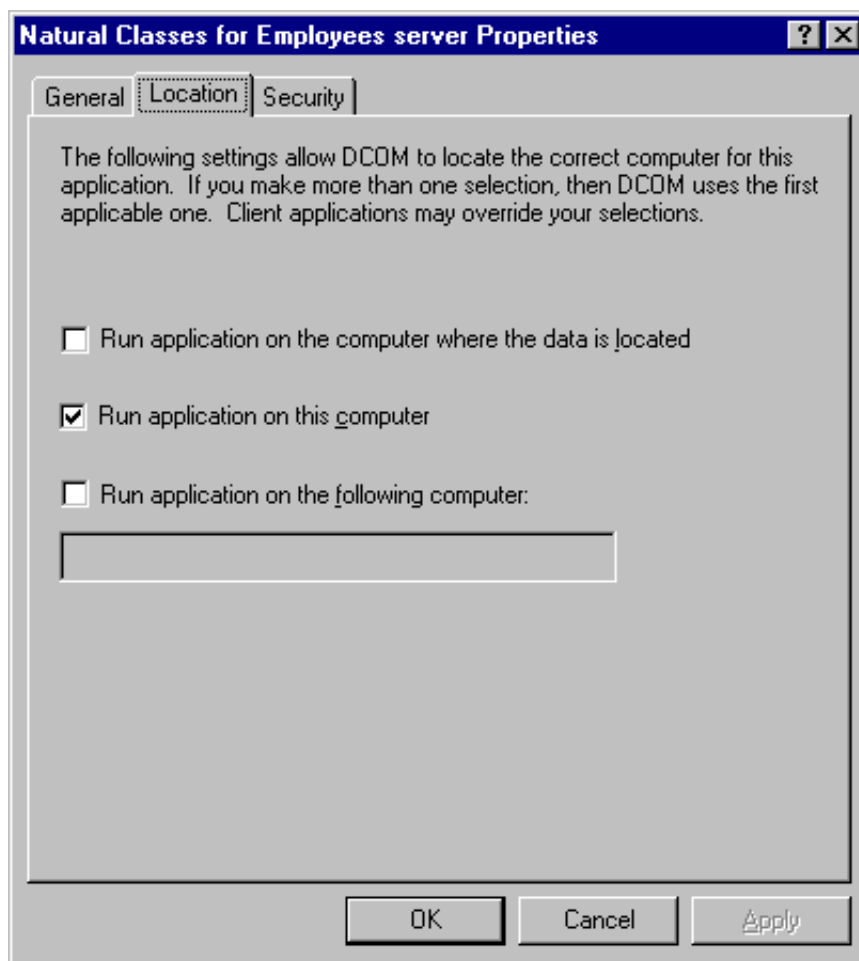 Natural Classes for Employees server Properties
General Location Security
The following settings allow DCOM to locate the correct computer for this
application. If you make more than one selection, then DCOM uses the first
applicable one. Client applications may override your selections.
Run application on the computer where the data is located
Run application on this computer
Run application on the following computer:
OK Cancel Apply